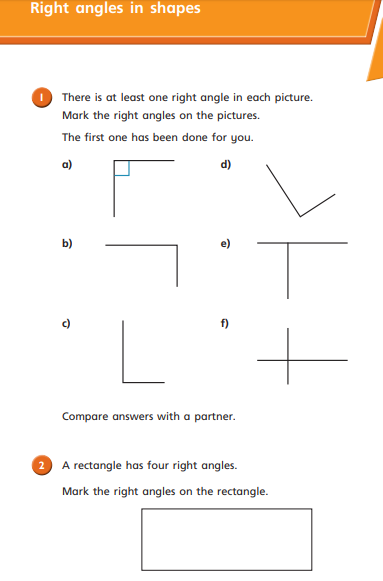 Right angles in shapes
1 There is at least one right angle in each picture.
Mark the right angles on the pictures.
The first one has been done for you.
a)
d)
b)
e)
c)
f)
Compare answers with a partner.
2 A rectangle has four right angles.
Mark the right angles on the rectangle.